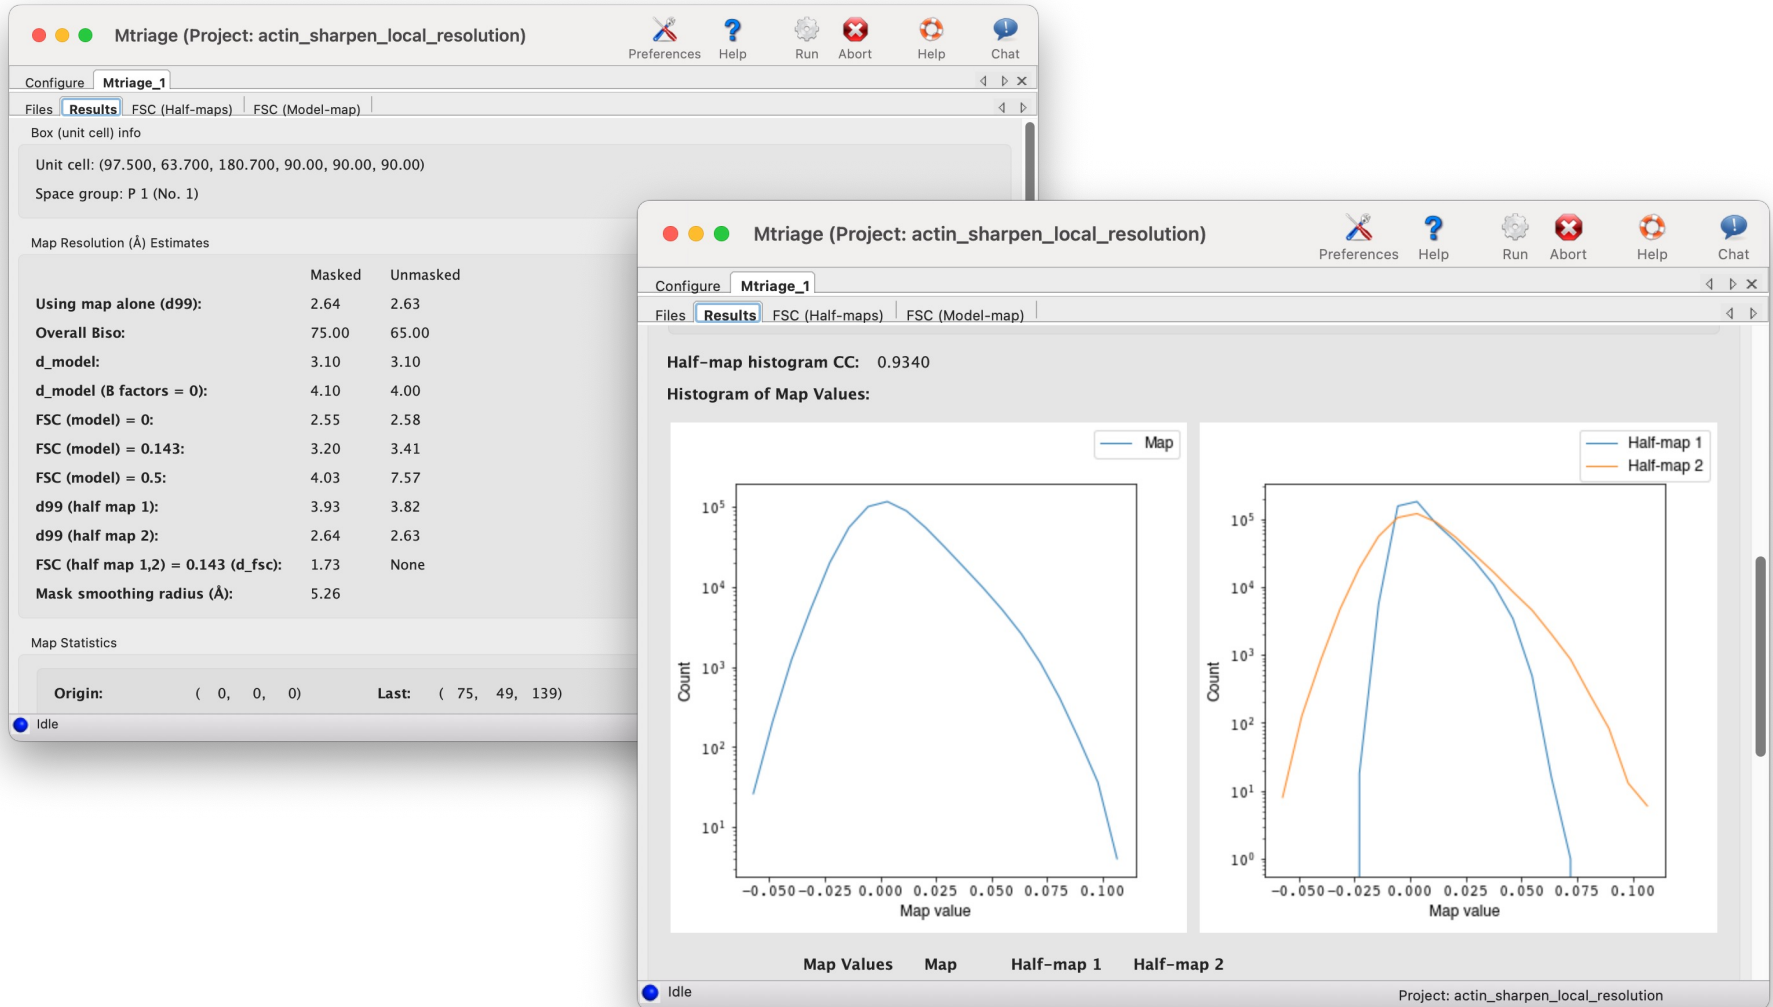 Mtriage (Project: actin_sharpen_local_resolution)
Preferences Help Run Abort Help Chat
Configure Mtriage_1
Files Results FSC (Half-maps) FSC (Model-map)
Box (unit cell) info
Unit cell: (97.500, 63.700, 180.700, 90.00, 90.00, 90.00)
Space group: P 1 (No. 1)
Map Resolution (Å) Estimates
Masked Unmasked
Using map alone (d99): 2.64 2.63
Overall Biso: 75.00 65.00
d_model: 3.10 3.10
d_model (B factors = 0): 4.10 4.00
FSC (model) = 0: 2.55 2.58
FSC (model) = 0.143: 3.20 3.41
FSC (model) = 0.5: 4.03 7.57
d99 (half map 1): 3.93 3.82
d99 (half map 2): 2.64 2.63
FSC (half map 1,2) = 0.143 (d_fsc): 1.73 None
Mask smoothing radius (Å): 5.26
Map Statistics
Origin: ( 0, 0, 0) Last: ( 75, 49, 139)
Idle
Mtriage (Project: actin_sharpen_local_resolution)
Preferences Help Run Abort Help Chat
Configure Mtriage_1
Files Results FSC (Half-maps) FSC (Model-map)
Half-map histogram CC: 0.9340
Histogram of Map Values:
Map
10⁵
10⁴
10³
10²
10¹
Count
-0.050 -0.025 0.000 0.025 0.050 0.075 0.100
Map value
Half-map 1
Half-map 2
10⁵
10⁴
10³
10²
10¹
10⁰
Count
-0.050 -0.025 0.000 0.025 0.050 0.075 0.100
Map value
Map Values Map Half-map 1 Half-map 2
Idle
Project: actin_sharpen_local_resolution